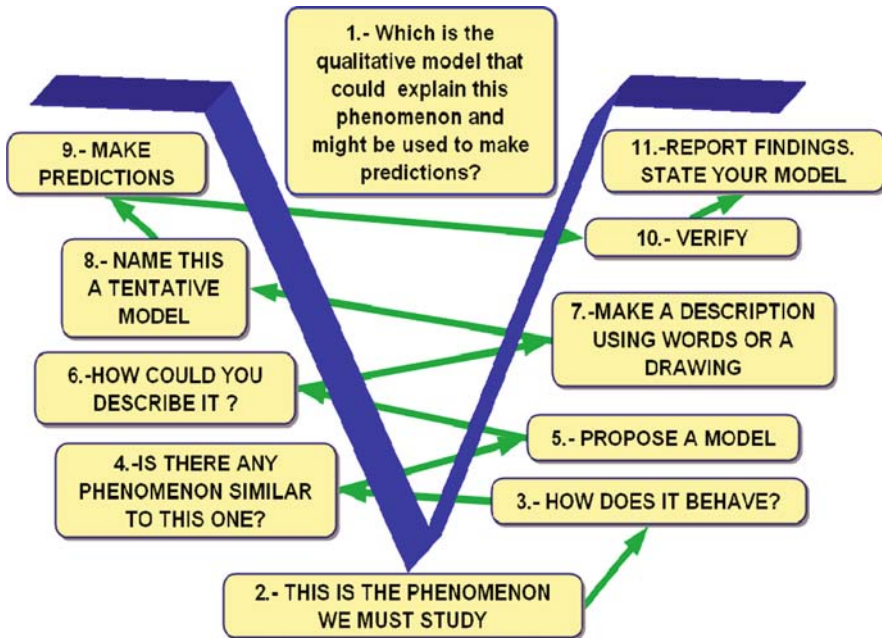 1.- Which is the
qualitative model that
could explain this
phenomenon and
might be used to make
predictions?
9.- MAKE
PREDICTIONS
11.-REPORT FINDINGS.
STATE YOUR MODEL
10.- VERIFY
8.- NAME THIS
A TENTATIVE
MODEL
7.-MAKE A DESCRIPTION
USING WORDS OR A
DRAWING
6.-HOW COULD YOU
DESCRIBE IT ?
5.- PROPOSE A MODEL
4.-IS THERE ANY
PHENOMENON SIMILAR
TO THIS ONE?
3.- HOW DOES IT BEHAVE?
2.- THIS IS THE PHENOMENON
WE MUST STUDY